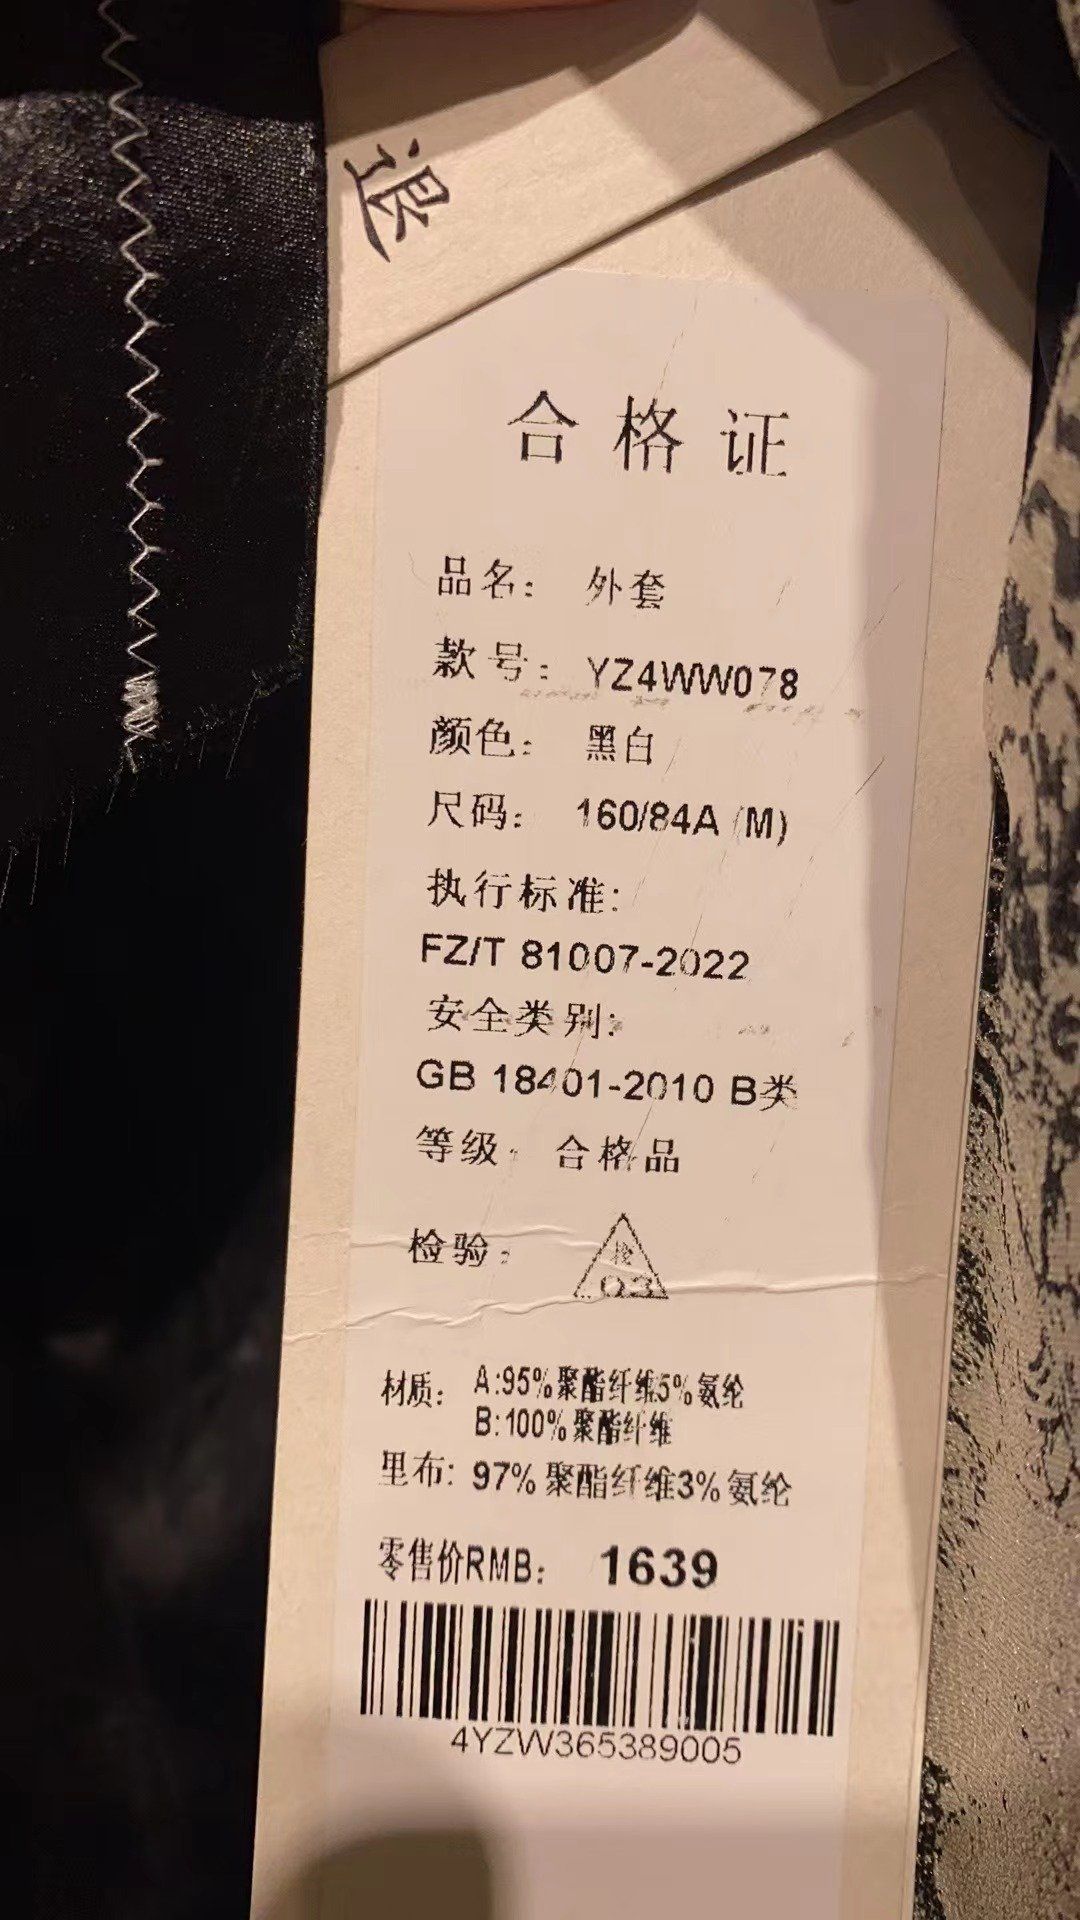 退
合格证
品名： 外套
款号： YZ4WW078
颜色： 黑白
尺码： 160/84A (M)
执行标准：
FZ/T 81007-2022
安全类别：
GB 18401-2010 B类
等级： 合格品
检验： 检
03
材质： A:95%聚酯纤维5%氨纶
B:100%聚酯纤维
里布： 97%聚酯纤维3%氨纶
零售价RMB： 1639
4YZW365389005